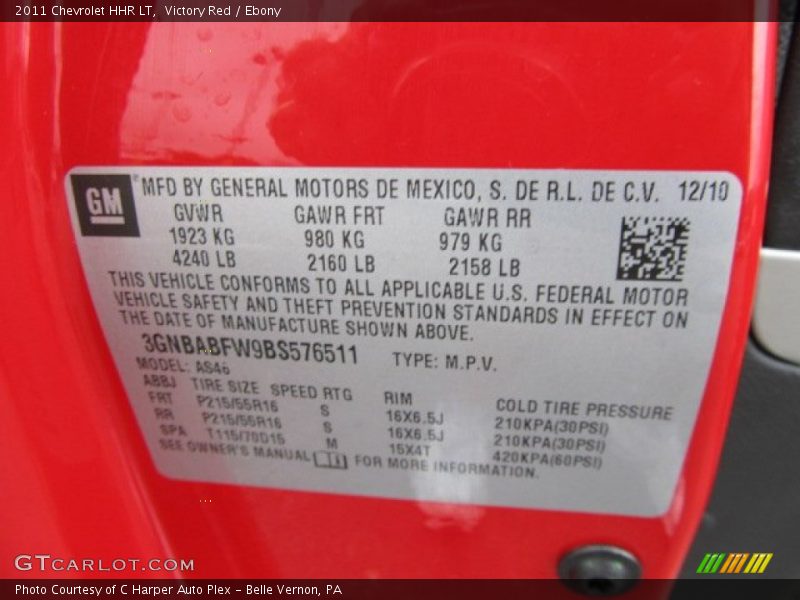 2011 Chevrolet HHR LT, Victory Red / Ebony
GM
MFD BY GENERAL MOTORS DE MEXICO, S. DE R.L. DE C.V. 12/10
GVWR GAWR FRT GAWR RR
1923 KG 980 KG 979 KG
4240 LB 2160 LB 2158 LB
THIS VEHICLE CONFORMS TO ALL APPLICABLE U.S. FEDERAL MOTOR
VEHICLE SAFETY AND THEFT PREVENTION STANDARDS IN EFFECT ON
THE DATE OF MANUFACTURE SHOWN ABOVE.
3GNBABFW9BS576511 TYPE: M.P.V.
MODEL: AS46
ABBJ TIRE SIZE SPEED RTG RIM COLD TIRE PRESSURE
FRT P215/55R16 S 16X6.5J 210KPA(30PSI)
RR P215/55R16 S 16X6.5J 210KPA(30PSI)
SPA T115/70D15 M 15X4T 420KPA(60PSI)
SEE OWNER'S MANUAL FOR MORE INFORMATION.
GTCARLOT.COM
Photo Courtesy of C Harper Auto Plex - Belle Vernon, PA